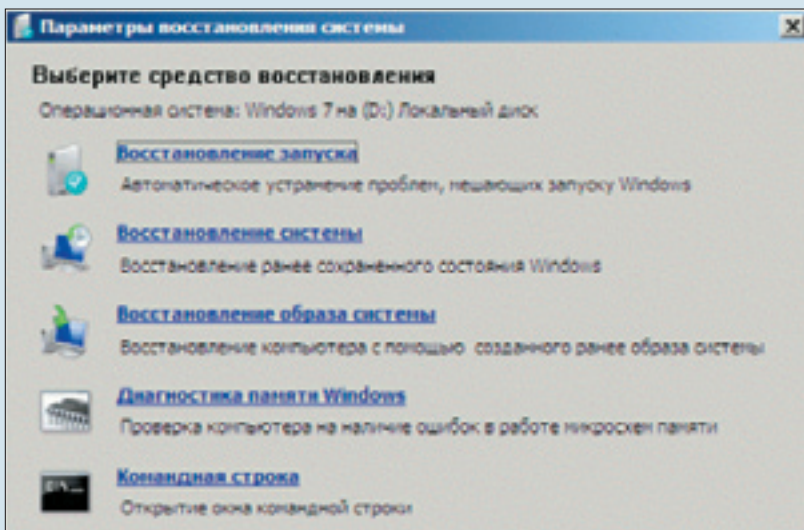 Параметры восстановления системы
Выберите средство восстановления
Операционная система: Windows 7 на (D:) Локальный диск
Восстановление запуска
Автоматическое устранение проблем, мешающих запуску Windows
Восстановление системы
Восстановление ранее сохраненного состояния Windows
Восстановление образа системы
Восстановление компьютера с помощью созданного ранее образа системы
Диагностика памяти Windows
Проверка компьютера на наличие ошибок в работе микросхем памяти
Командная строка
Открытие окна командной строки